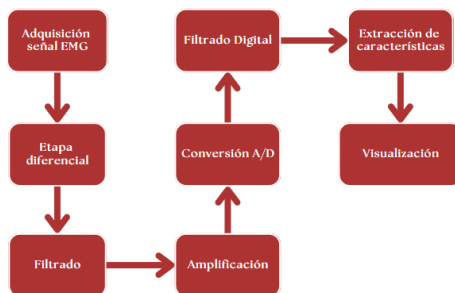 Adquisición
señal EMG
Etapa
diferencial
Filtrado
Amplificación
Conversión A/D
Filtrado Digital
Extracción de
características
Visualización